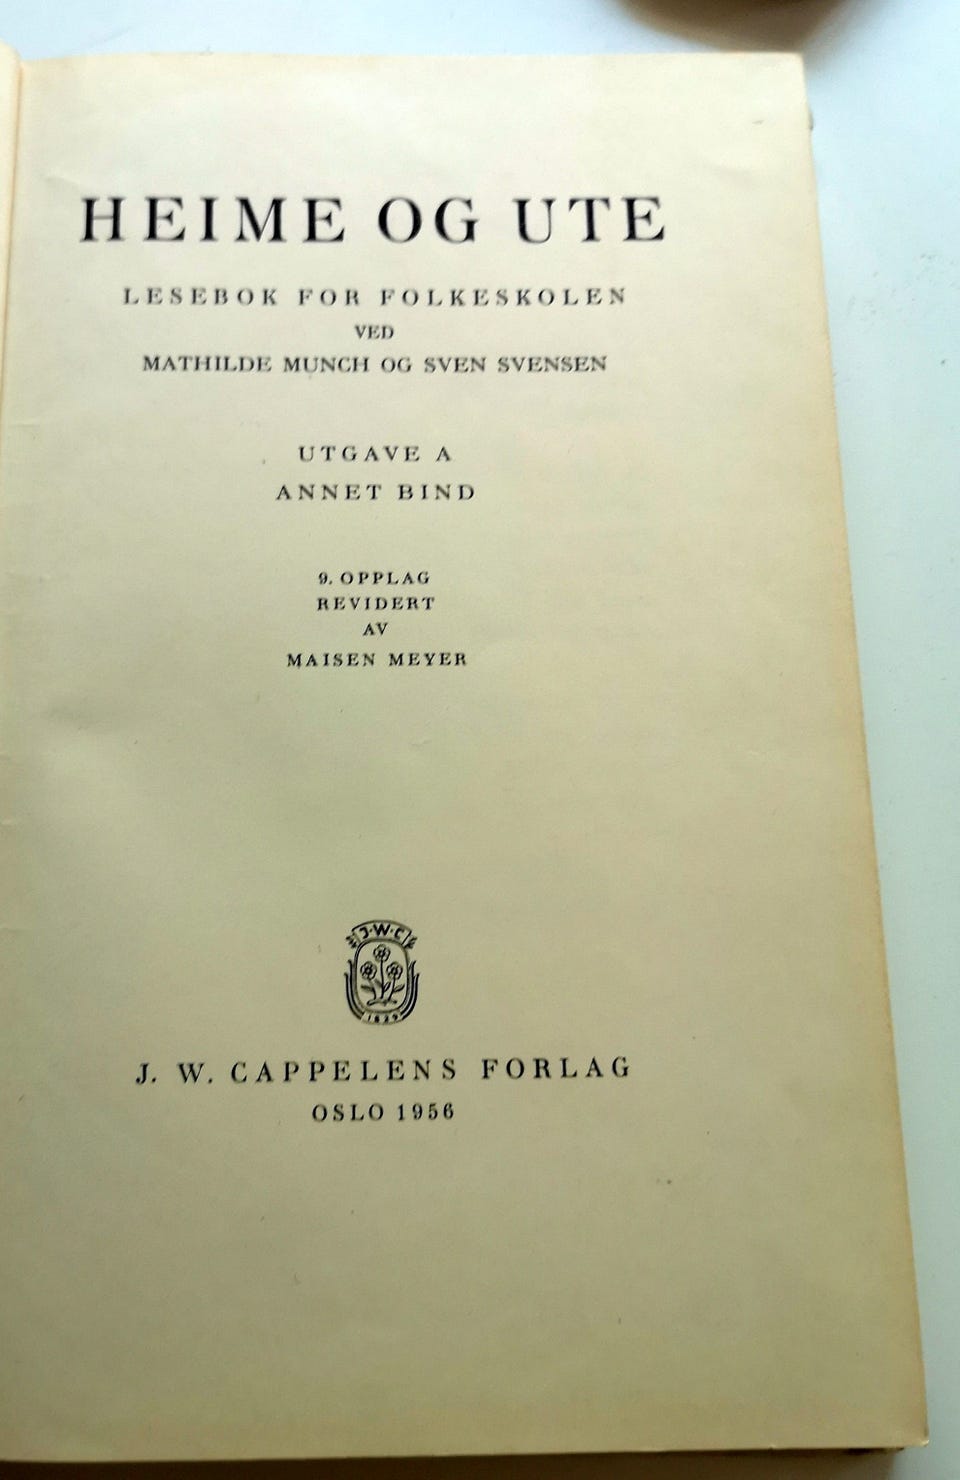 HEIME OG UTE
LESEBOK FOR FOLKESKOLEN
VED
MATHILDE MUNCH OG SVEN SVENSEN
UTGAVE A
ANNET BIND
9. OPPLAG
REVIDERT
AV
MAISEN MEYER
J·W·C
1829
J. W. CAPPELENS FORLAG
OSLO 1956